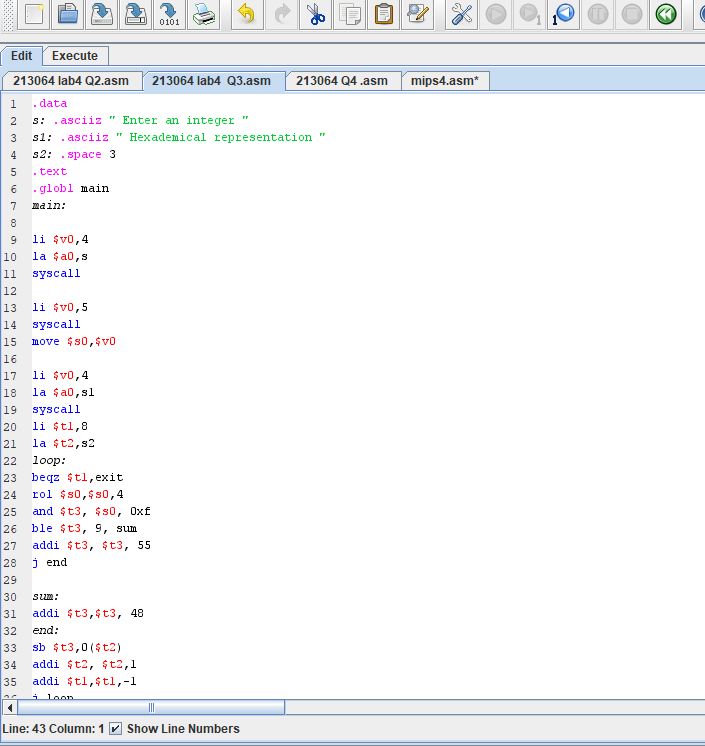 0101
1
1
Edit Execute
213064 lab4 Q2.asm 213064 lab4 Q3.asm 213064 Q4 .asm mips4.asm*
1 .data
2 s: .asciiz " Enter an integer "
3 s1: .asciiz " Hexademical representation "
4 s2: .space 3
5 .text
6 .globl main
7 main:
8
9 li $v0,4
10 la $a0,s
11 syscall
12
13 li $v0,5
14 syscall
15 move $s0,$v0
16
17 li $v0,4
18 la $a0,s1
19 syscall
20 li $t1,8
21 la $t2,s2
22 loop:
23 beqz $t1,exit
24 rol $s0,$s0,4
25 and $t3, $s0, 0xf
26 ble $t3, 9, sum
27 addi $t3, $t3, 55
28 j end
29
30 sum:
31 addi $t3,$t3, 48
32 end:
33 sb $t3,0($t2)
34 addi $t2, $t2,1
35 addi $t1,$t1,-1
36 j loop
Line: 43 Column: 1 Show Line Numbers